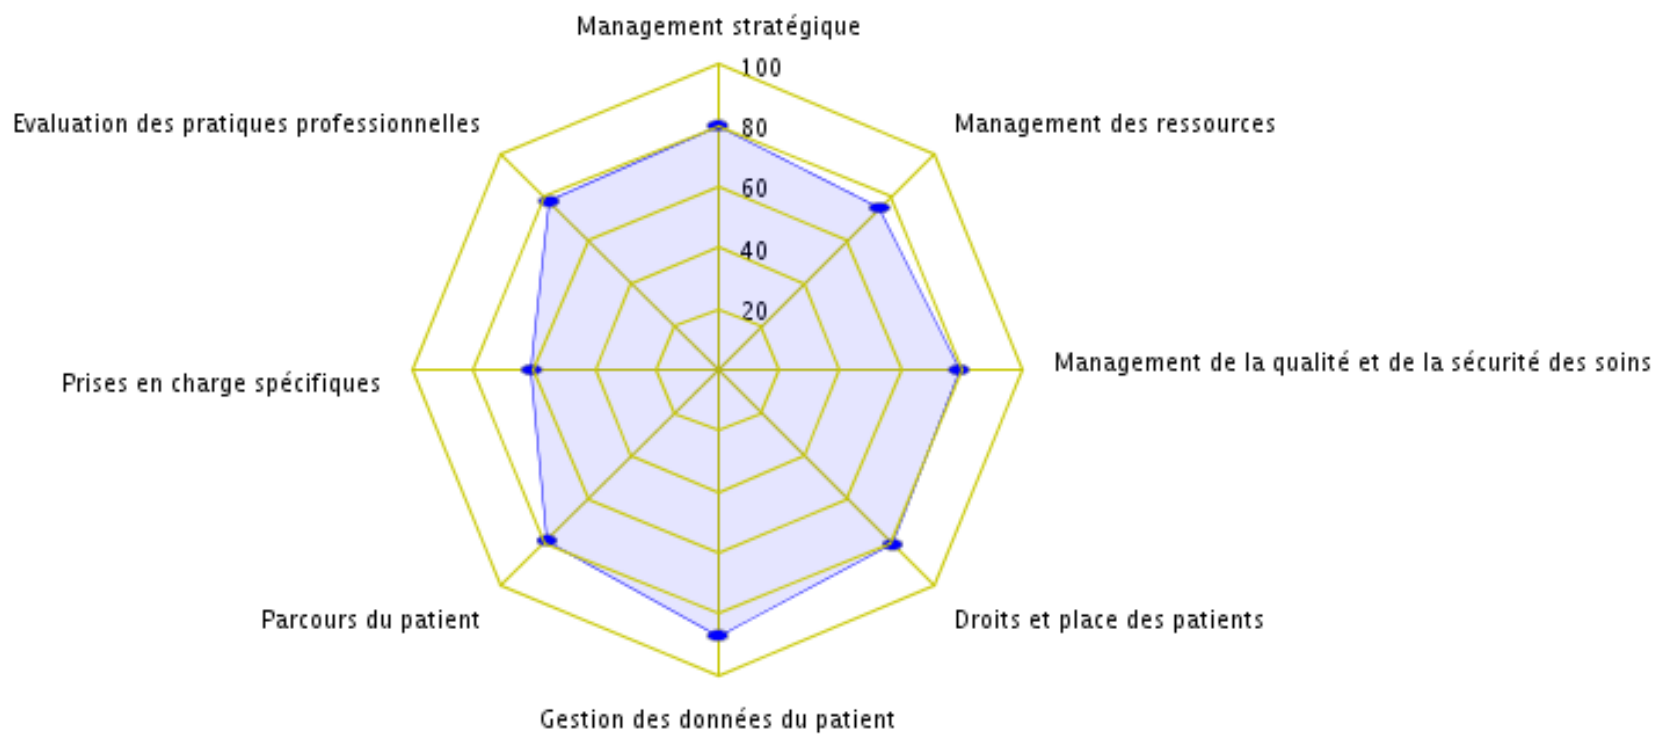 Management stratégique
100
Evaluation des pratiques professionnelles
Management des ressources
80
60
40
20
Management de la qualité et de la sécurité des soins
Prises en charge spécifiques
Parcours du patient
Droits et place des patients
Gestion des données du patient